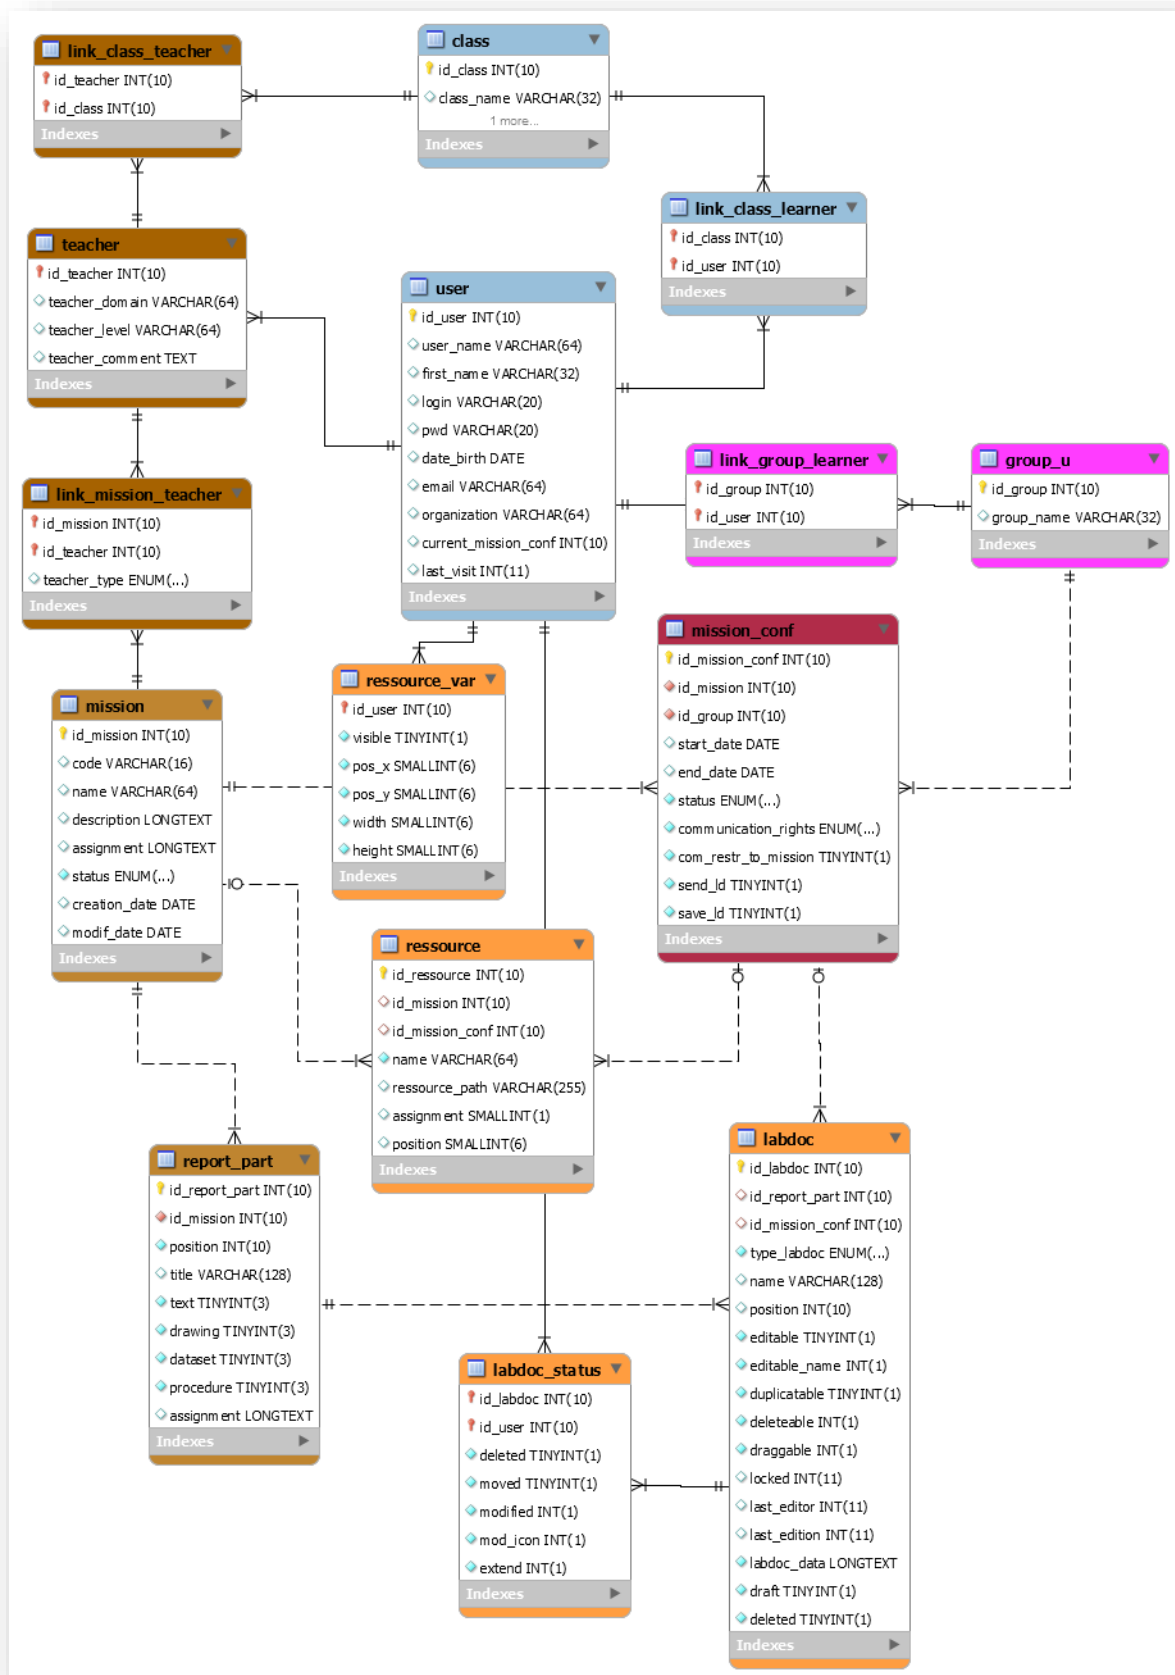 link_class_teacher
id_teacher INT(10)
id_class INT(10)
Indexes
class
id_class INT(10)
class_name VARCHAR(32)
1 more...
Indexes
link_class_learner
id_class INT(10)
id_user INT(10)
Indexes
teacher
id_teacher INT(10)
teacher_domain VARCHAR(64)
teacher_level VARCHAR(64)
teacher_comment TEXT
Indexes
user
id_user INT(10)
user_name VARCHAR(64)
first_name VARCHAR(32)
login VARCHAR(20)
pwd VARCHAR(20)
date_birth DATE
email VARCHAR(64)
organization VARCHAR(64)
current_mission_conf INT(10)
last_visit INT(11)
Indexes
link_group_learner
id_group INT(10)
id_user INT(10)
Indexes
group_u
id_group INT(10)
group_name VARCHAR(32)
Indexes
link_mission_teacher
id_mission INT(10)
id_teacher INT(10)
teacher_type ENUM(...)
Indexes
mission_conf
id_mission_conf INT(10)
id_mission INT(10)
id_group INT(10)
start_date DATE
end_date DATE
status ENUM(...)
communication_rights ENUM(...)
com_restr_to_mission TINYINT(1)
send_ld TINYINT(1)
save_ld TINYINT(1)
Indexes
ressource_var
id_user INT(10)
visible TINYINT(1)
pos_x SMALLINT(6)
pos_y SMALLINT(6)
width SMALLINT(6)
height SMALLINT(6)
Indexes
mission
id_mission INT(10)
code VARCHAR(16)
name VARCHAR(64)
description LONGTEXT
assignment LONGTEXT
status ENUM(...)
creation_date DATE
modif_date DATE
Indexes
ressource
id_ressource INT(10)
id_mission INT(10)
id_mission_conf INT(10)
name VARCHAR(64)
ressource_path VARCHAR(255)
assignment SMALLINT(1)
position SMALLINT(6)
Indexes
report_part
id_report_part INT(10)
id_mission INT(10)
position INT(10)
title VARCHAR(128)
text TINYINT(3)
drawing TINYINT(3)
dataset TINYINT(3)
procedure TINYINT(3)
assignment LONGTEXT
Indexes
labdoc
id_labdoc INT(10)
id_report_part INT(10)
id_mission_conf INT(10)
type_labdoc ENUM(...)
name VARCHAR(128)
position INT(10)
editable TINYINT(1)
editable_name INT(1)
duplicatable TINYINT(1)
deleteable INT(1)
draggable INT(1)
locked INT(11)
last_editor INT(11)
last_edition INT(11)
labdoc_data LONGTEXT
draft TINYINT(1)
deleted TINYINT(1)
Indexes
labdoc_status
id_labdoc INT(10)
id_user INT(10)
deleted TINYINT(1)
moved TINYINT(1)
modified INT(1)
mod_icon INT(1)
extend INT(1)
Indexes